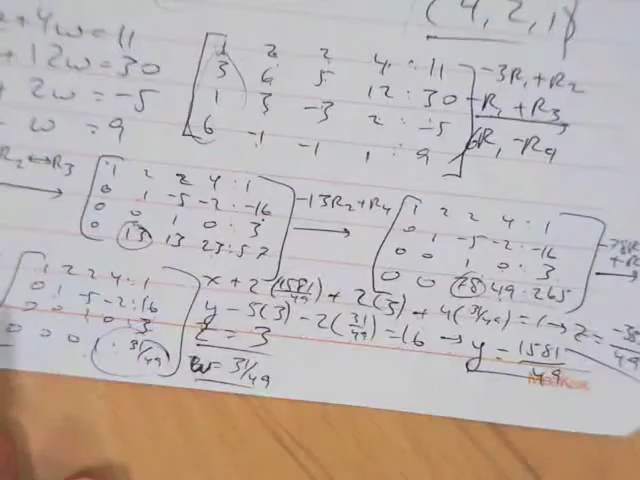 (4, 2, 1)
+ 4w = 11
+ 12w = 30
+ 2w = -5
- w = 9
1 2 2 4 : 11
3 6 5 12 : 30
1 3 -3 2 : -5
6 -1 -1 1 : 9
-3R1 + R2
-R1 + R3
6R1 - R4
R2 ↔ R3
1 2 2 4 : 1
0 1 -5 -2 : -16
0 0 1 0 : 3
0 13 13 23 : 57
-13R2 + R4
1 2 2 4 : 1
0 1 -5 -2 : -16
0 0 1 0 : 3
0 0 78 49 : 265
1 2 2 4 : 1
0 1 -5 -2 : 16
0 0 1 0 : 3
0 0 0 1 : 31/49
x + 2(1581/49) + 2(3) + 4(31/49) = 1 → z =
y - 5(3) - 2(31/49) = -16 → y = 1581/49
z = 3
w = 31/49